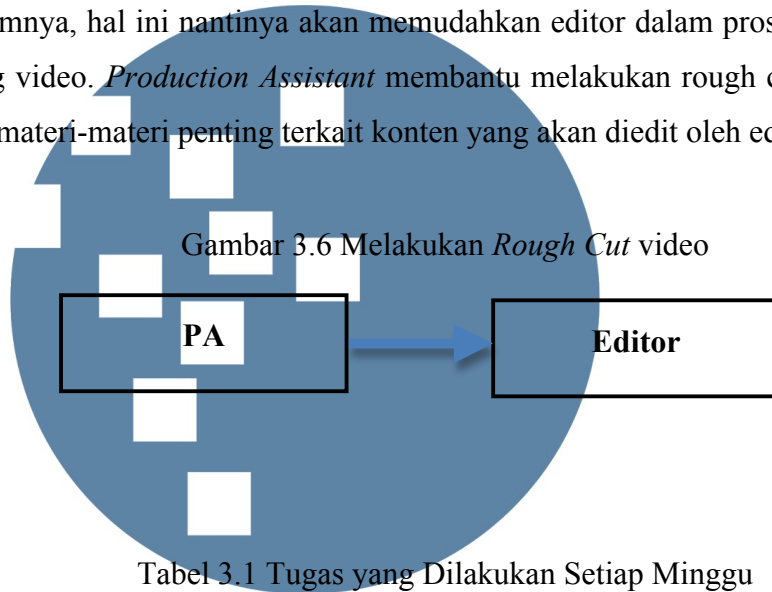 mnya, hal ini nantinya akan memudahkan editor dalam pros
g video. Production Assistant membantu melakukan rough c
materi-materi penting terkait konten yang akan diedit oleh ed
Gambar 3.6 Melakukan Rough Cut video
PA
Editor
Tabel 3.1 Tugas yang Dilakukan Setiap Minggu